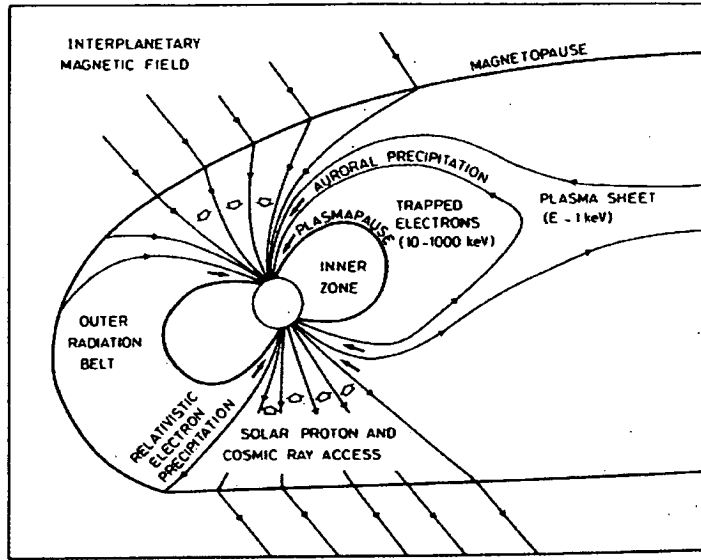 INTERPLANETARY
MAGNETIC FIELD
MAGNETOPAUSE
AURORAL PRECIPITATION
PLASMA SHEET
(E ~ 1 keV)
TRAPPED
ELECTRONS
(10-1000 keV)
PLASMAPAUSE
INNER
ZONE
OUTER
RADIATION
BELT
RELATIVISTIC
ELECTRON
PRECIPITATION
SOLAR PROTON AND
COSMIC RAY ACCESS